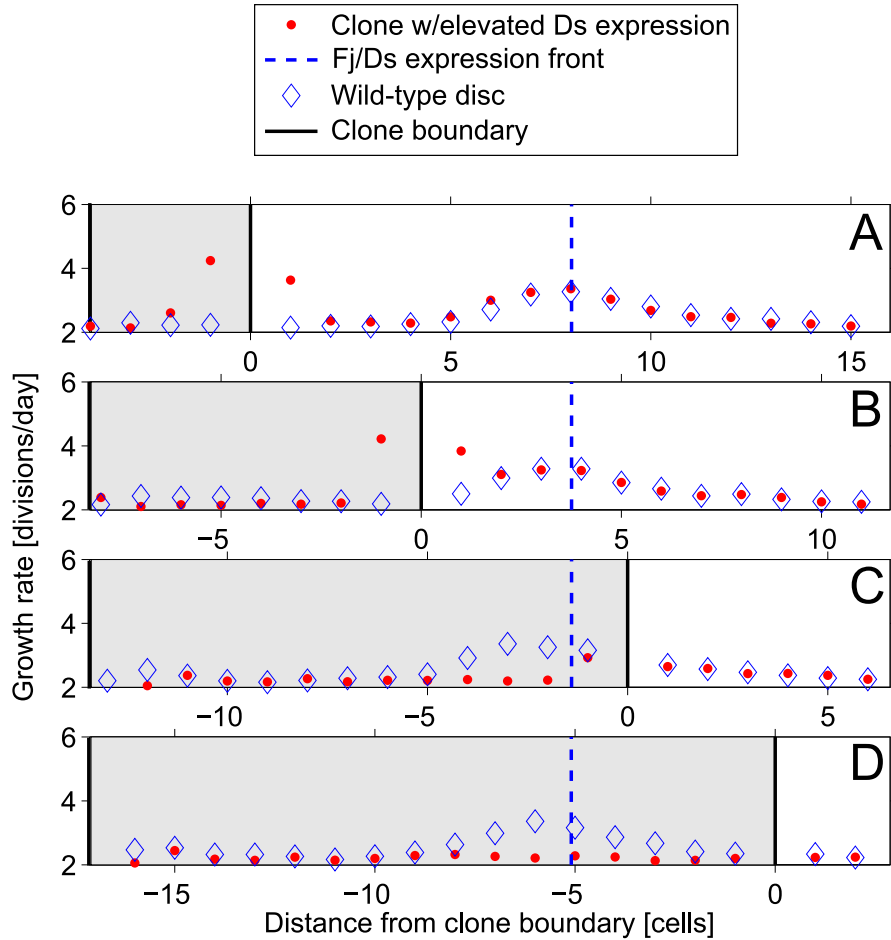 Clone w/elevated Ds expression
Fj/Ds expression front
Wild-type disc
Clone boundary
Growth rate [divisions/day]
6
4
2
A
0 5 10 15
6
4
2
B
−5 0 5 10
6
4
2
C
−10 −5 0 5
6
4
2
D
−15 −10 −5 0
Distance from clone boundary [cells]